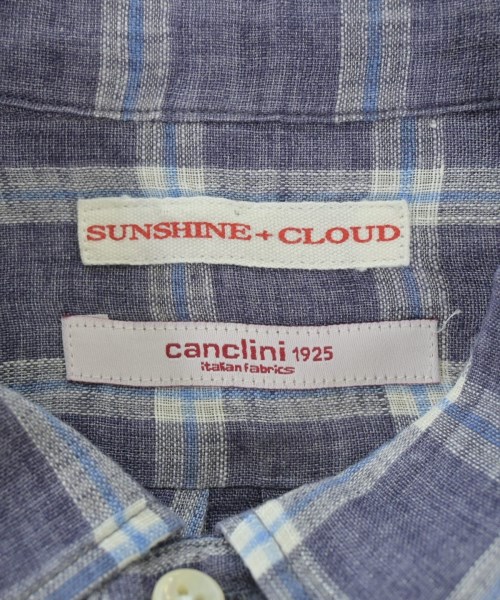 SUNSHINE + CLOUD
canclini 1925
italian fabrics